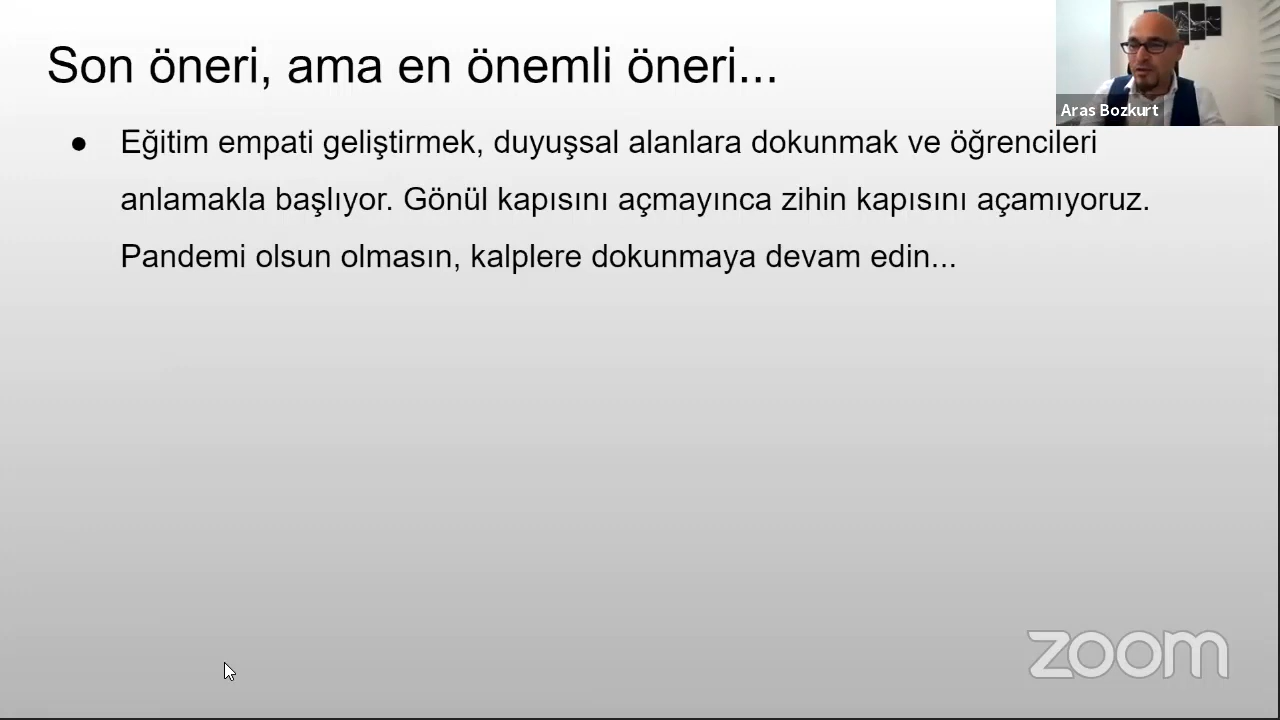 Son öneri, ama en önemli öneri...
Aras Bozkurt
● Eğitim empati geliştirmek, duyuşsal alanlara dokunmak ve öğrencileri
anlamakla başlıyor. Gönül kapısını açmayınca zihin kapısını açamıyoruz.
Pandemi olsun olmasın, kalplere dokunmaya devam edin...
zoom